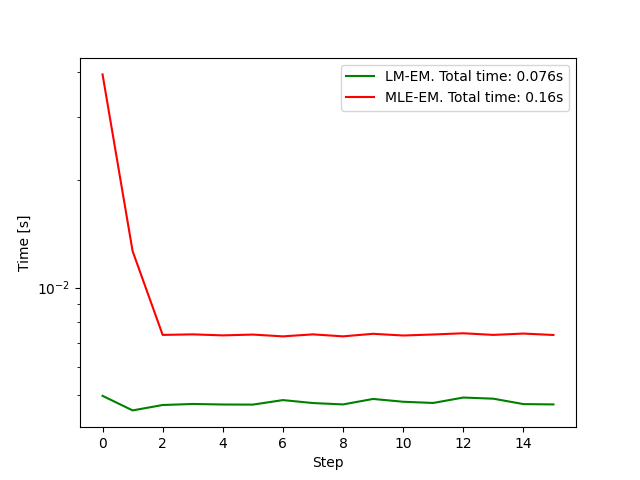 LM-EM. Total time: 0.076s
MLE-EM. Total time: 0.16s
Time [s]
10⁻²
0 2 4 6 8 10 12 14
Step